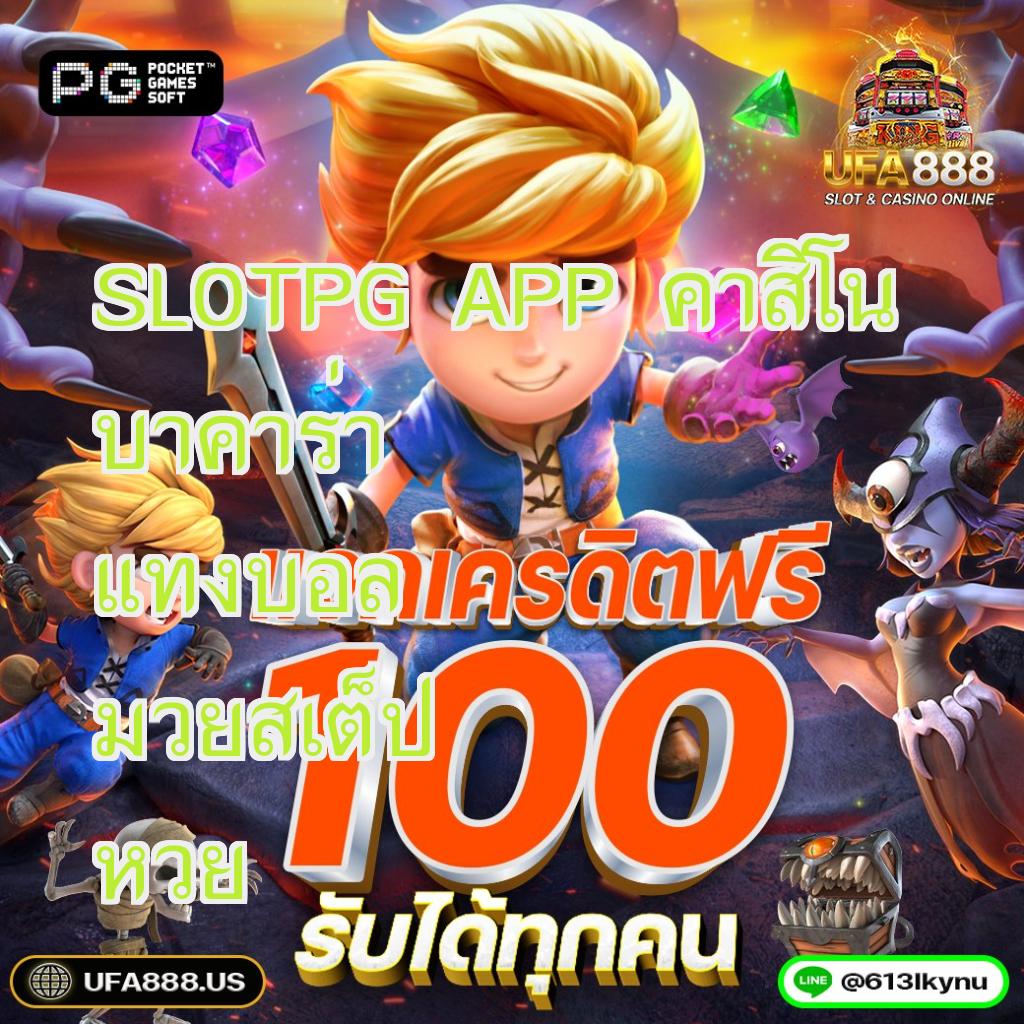 PG POCKET™
GAMES
SOFT
UFA888
SLOT & CASINO ONLINE
SLOTPG APP คาสิโน
บาคาร่า
แทงบอล
เครดิตฟรี
มวยสเต็ป
100
หวย
รับได้ทุกคน
UFA888.US
LINE @613lkynu